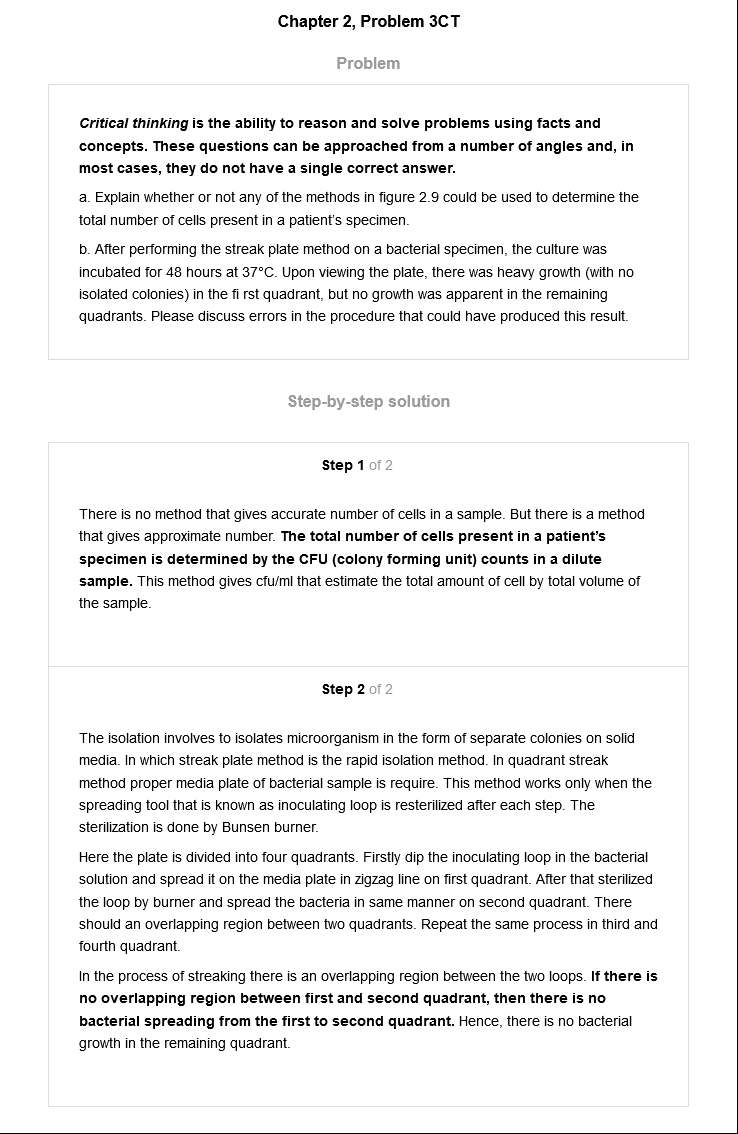 Chapter 2, Problem 3CT
Problem
Critical thinking is the ability to reason and solve problems using facts and
concepts. These questions can be approached from a number of angles and, in
most cases, they do not have a single correct answer.
a. Explain whether or not any of the methods in figure 2.9 could be used to determine the
total number of cells present in a patient's specimen.
b. After performing the streak plate method on a bacterial specimen, the culture was
incubated for 48 hours at 37°C. Upon viewing the plate, there was heavy growth (with no
isolated colonies) in the fi rst quadrant, but no growth was apparent in the remaining
quadrants. Please discuss errors in the procedure that could have produced this result.
Step-by-step solution
Step 1 of 2
There is no method that gives accurate number of cells in a sample. But there is a method
that gives approximate number. The total number of cells present in a patient's
specimen is determined by the CFU (colony forming unit) counts in a dilute
sample. This method gives cfu/ml that estimate the total amount of cell by total volume of
the sample.
Step 2 of 2
The isolation involves to isolates microorganism in the form of separate colonies on solid
media. In which streak plate method is the rapid isolation method. In quadrant streak
method proper media plate of bacterial sample is require. This method works only when the
spreading tool that is known as inoculating loop is resterilized after each step. The
sterilization is done by Bunsen burner.
Here the plate is divided into four quadrants. Firstly dip the inoculating loop in the bacterial
solution and spread it on the media plate in zigzag line on first quadrant. After that sterilized
the loop by burner and spread the bacteria in same manner on second quadrant. There
should an overlapping region between two quadrants. Repeat the same process in third and
fourth quadrant.
In the process of streaking there is an overlapping region between the two loops. If there is
no overlapping region between first and second quadrant, then there is no
bacterial spreading from the first to second quadrant. Hence, there is no bacterial
growth in the remaining quadrant.